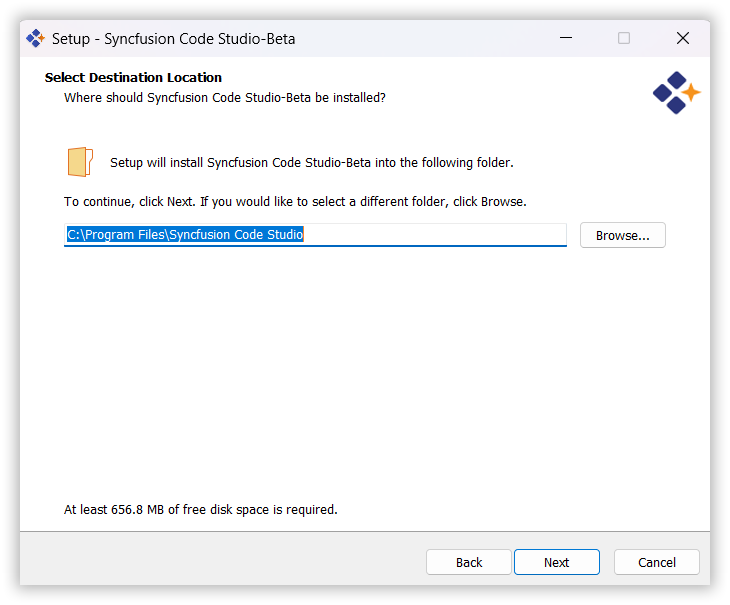 Setup - Syncfusion Code Studio-Beta
Select Destination Location
Where should Syncfusion Code Studio-Beta be installed?
Setup will install Syncfusion Code Studio-Beta into the following folder.
To continue, click Next. If you would like to select a different folder, click Browse.
C:\Program Files\Syncfusion Code Studio
Browse...
At least 656.8 MB of free disk space is required.
Back
Next
Cancel